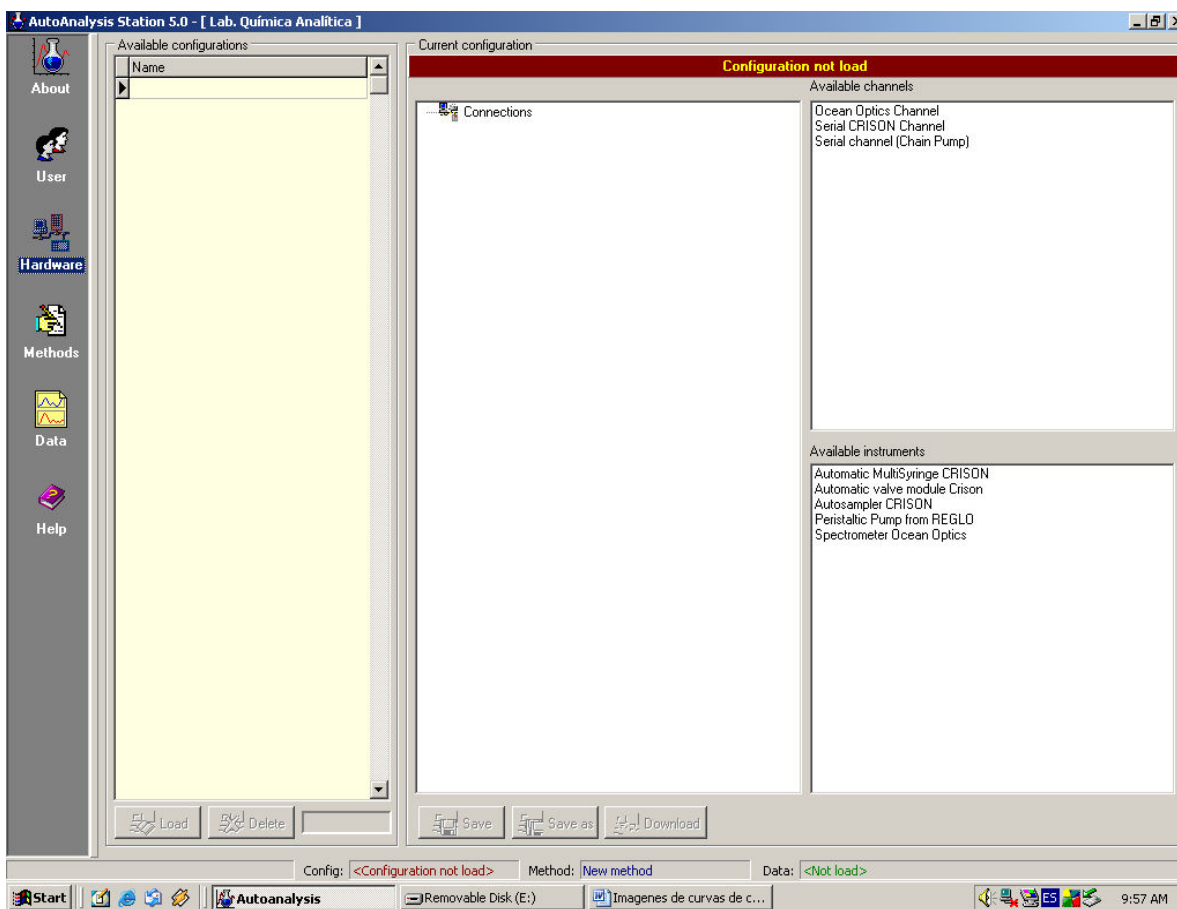 AutoAnalysis Station 5.0 - [ Lab. Química Analítica ]
About
User
Hardware
Methods
Data
Help
Available configurations
Name
Load
Delete
Current configuration
Configuration not load
Connections
Available channels
Ocean Optics Channel
Serial CRISON Channel
Serial channel (Chain Pump)
Available instruments
Automatic MultiSyringe CRISON
Automatic valve module Crison
Autosampler CRISON
Peristaltic Pump from REGLO
Spectrometer Ocean Optics
Save
Save as
Download
Config: <Configuration not load> Method: New method Data: <Not load>
Start Autoanalysis Removable Disk (E:) Imagenes de curvas de c... ES 9:57 AM